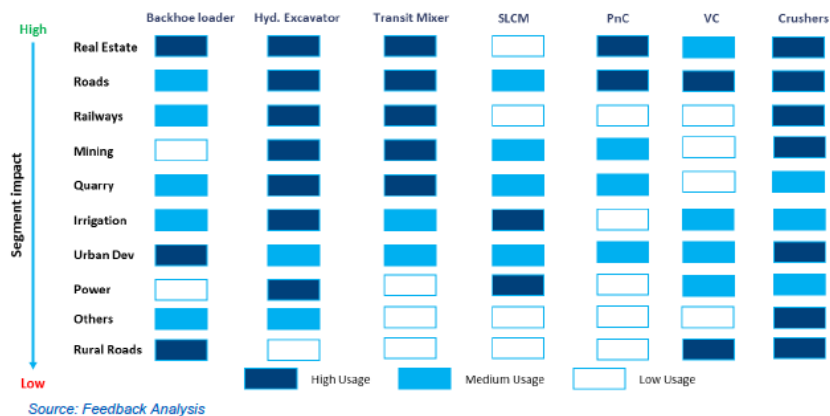 Backhoe loader Hyd. Excavator Transit Mixer SLCM PnC VC Crushers
High
Real Estate
Roads
Railways
Mining
Quarry
Segment impact
Irrigation
Urban Dev
Power
Others
Rural Roads
Low
High Usage Medium Usage Low Usage
Source: Feedback Analysis